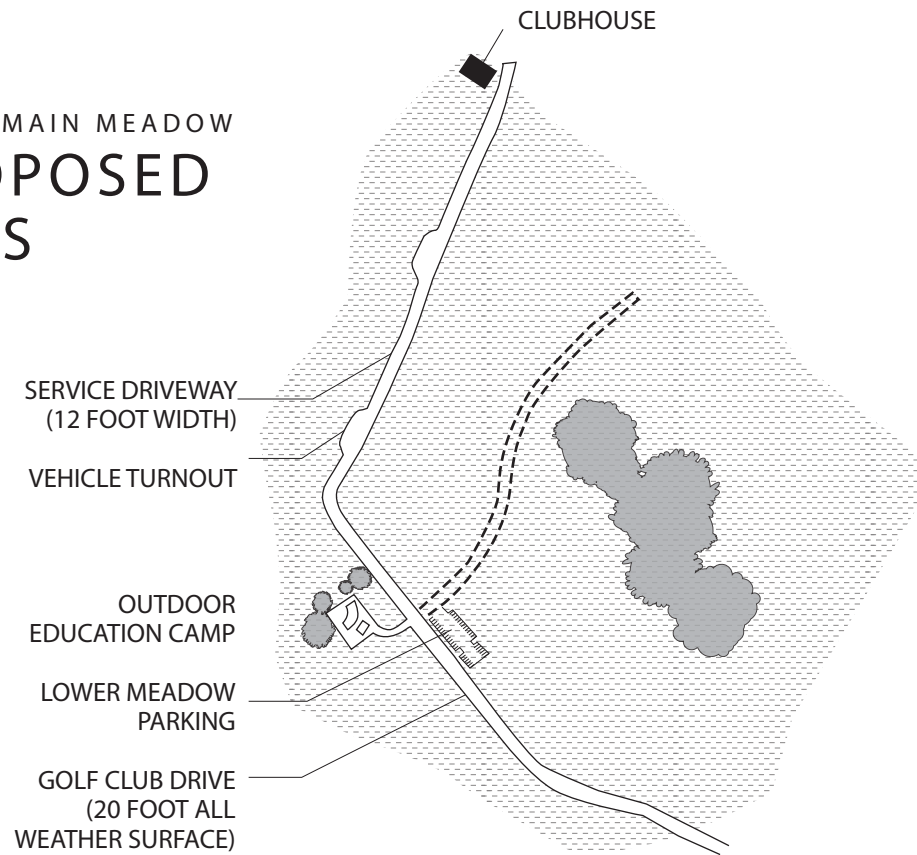 CLUBHOUSE
MAIN MEADOW
OPOSED
S
SERVICE DRIVEWAY
(12 FOOT WIDTH)
VEHICLE TURNOUT
OUTDOOR
EDUCATION CAMP
LOWER MEADOW
PARKING
GOLF CLUB DRIVE
(20 FOOT ALL
WEATHER SURFACE)